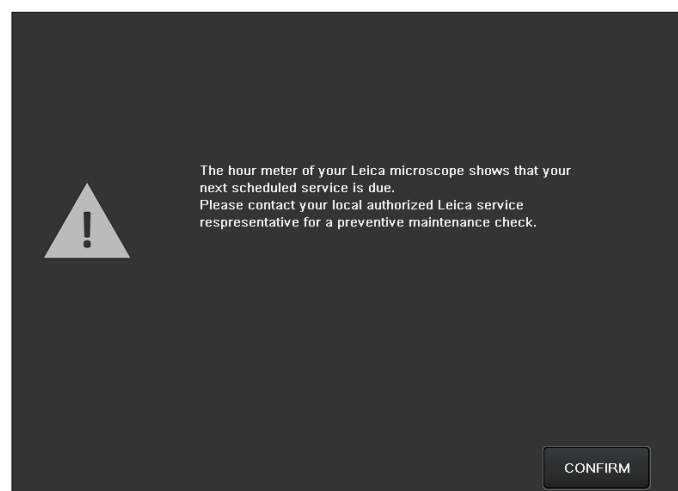 The hour meter of your Leica microscope shows that your
next scheduled service is due.
Please contact your local authorized Leica service
respresentative for a preventive maintenance check.
!
CONFIRM